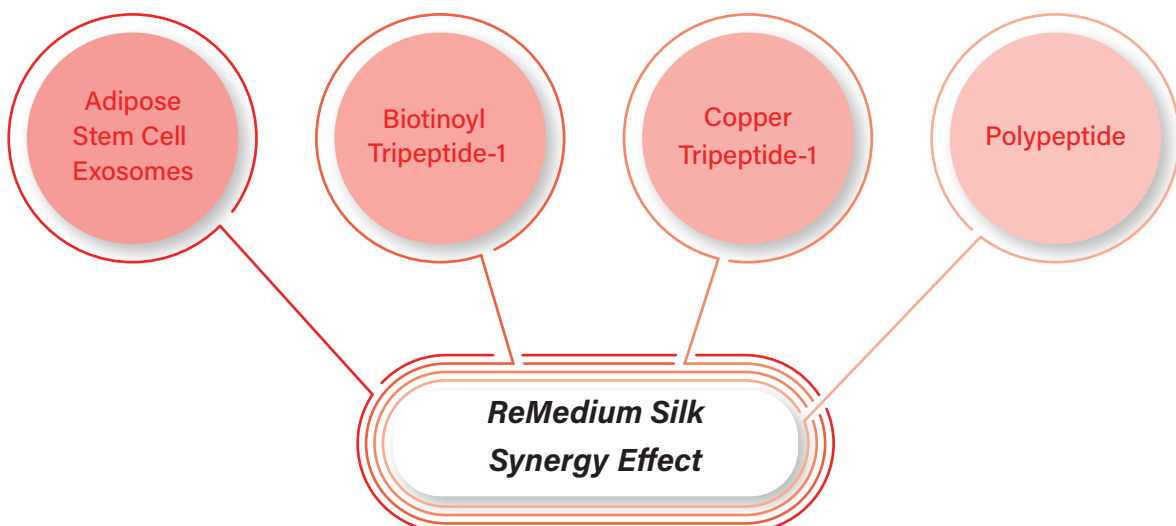 Adipose
Stem Cell
Exosomes
Biotinoyl
Tripeptide-1
Copper
Tripeptide-1
Polypeptide
ReMedium Silk
Synergy Effect